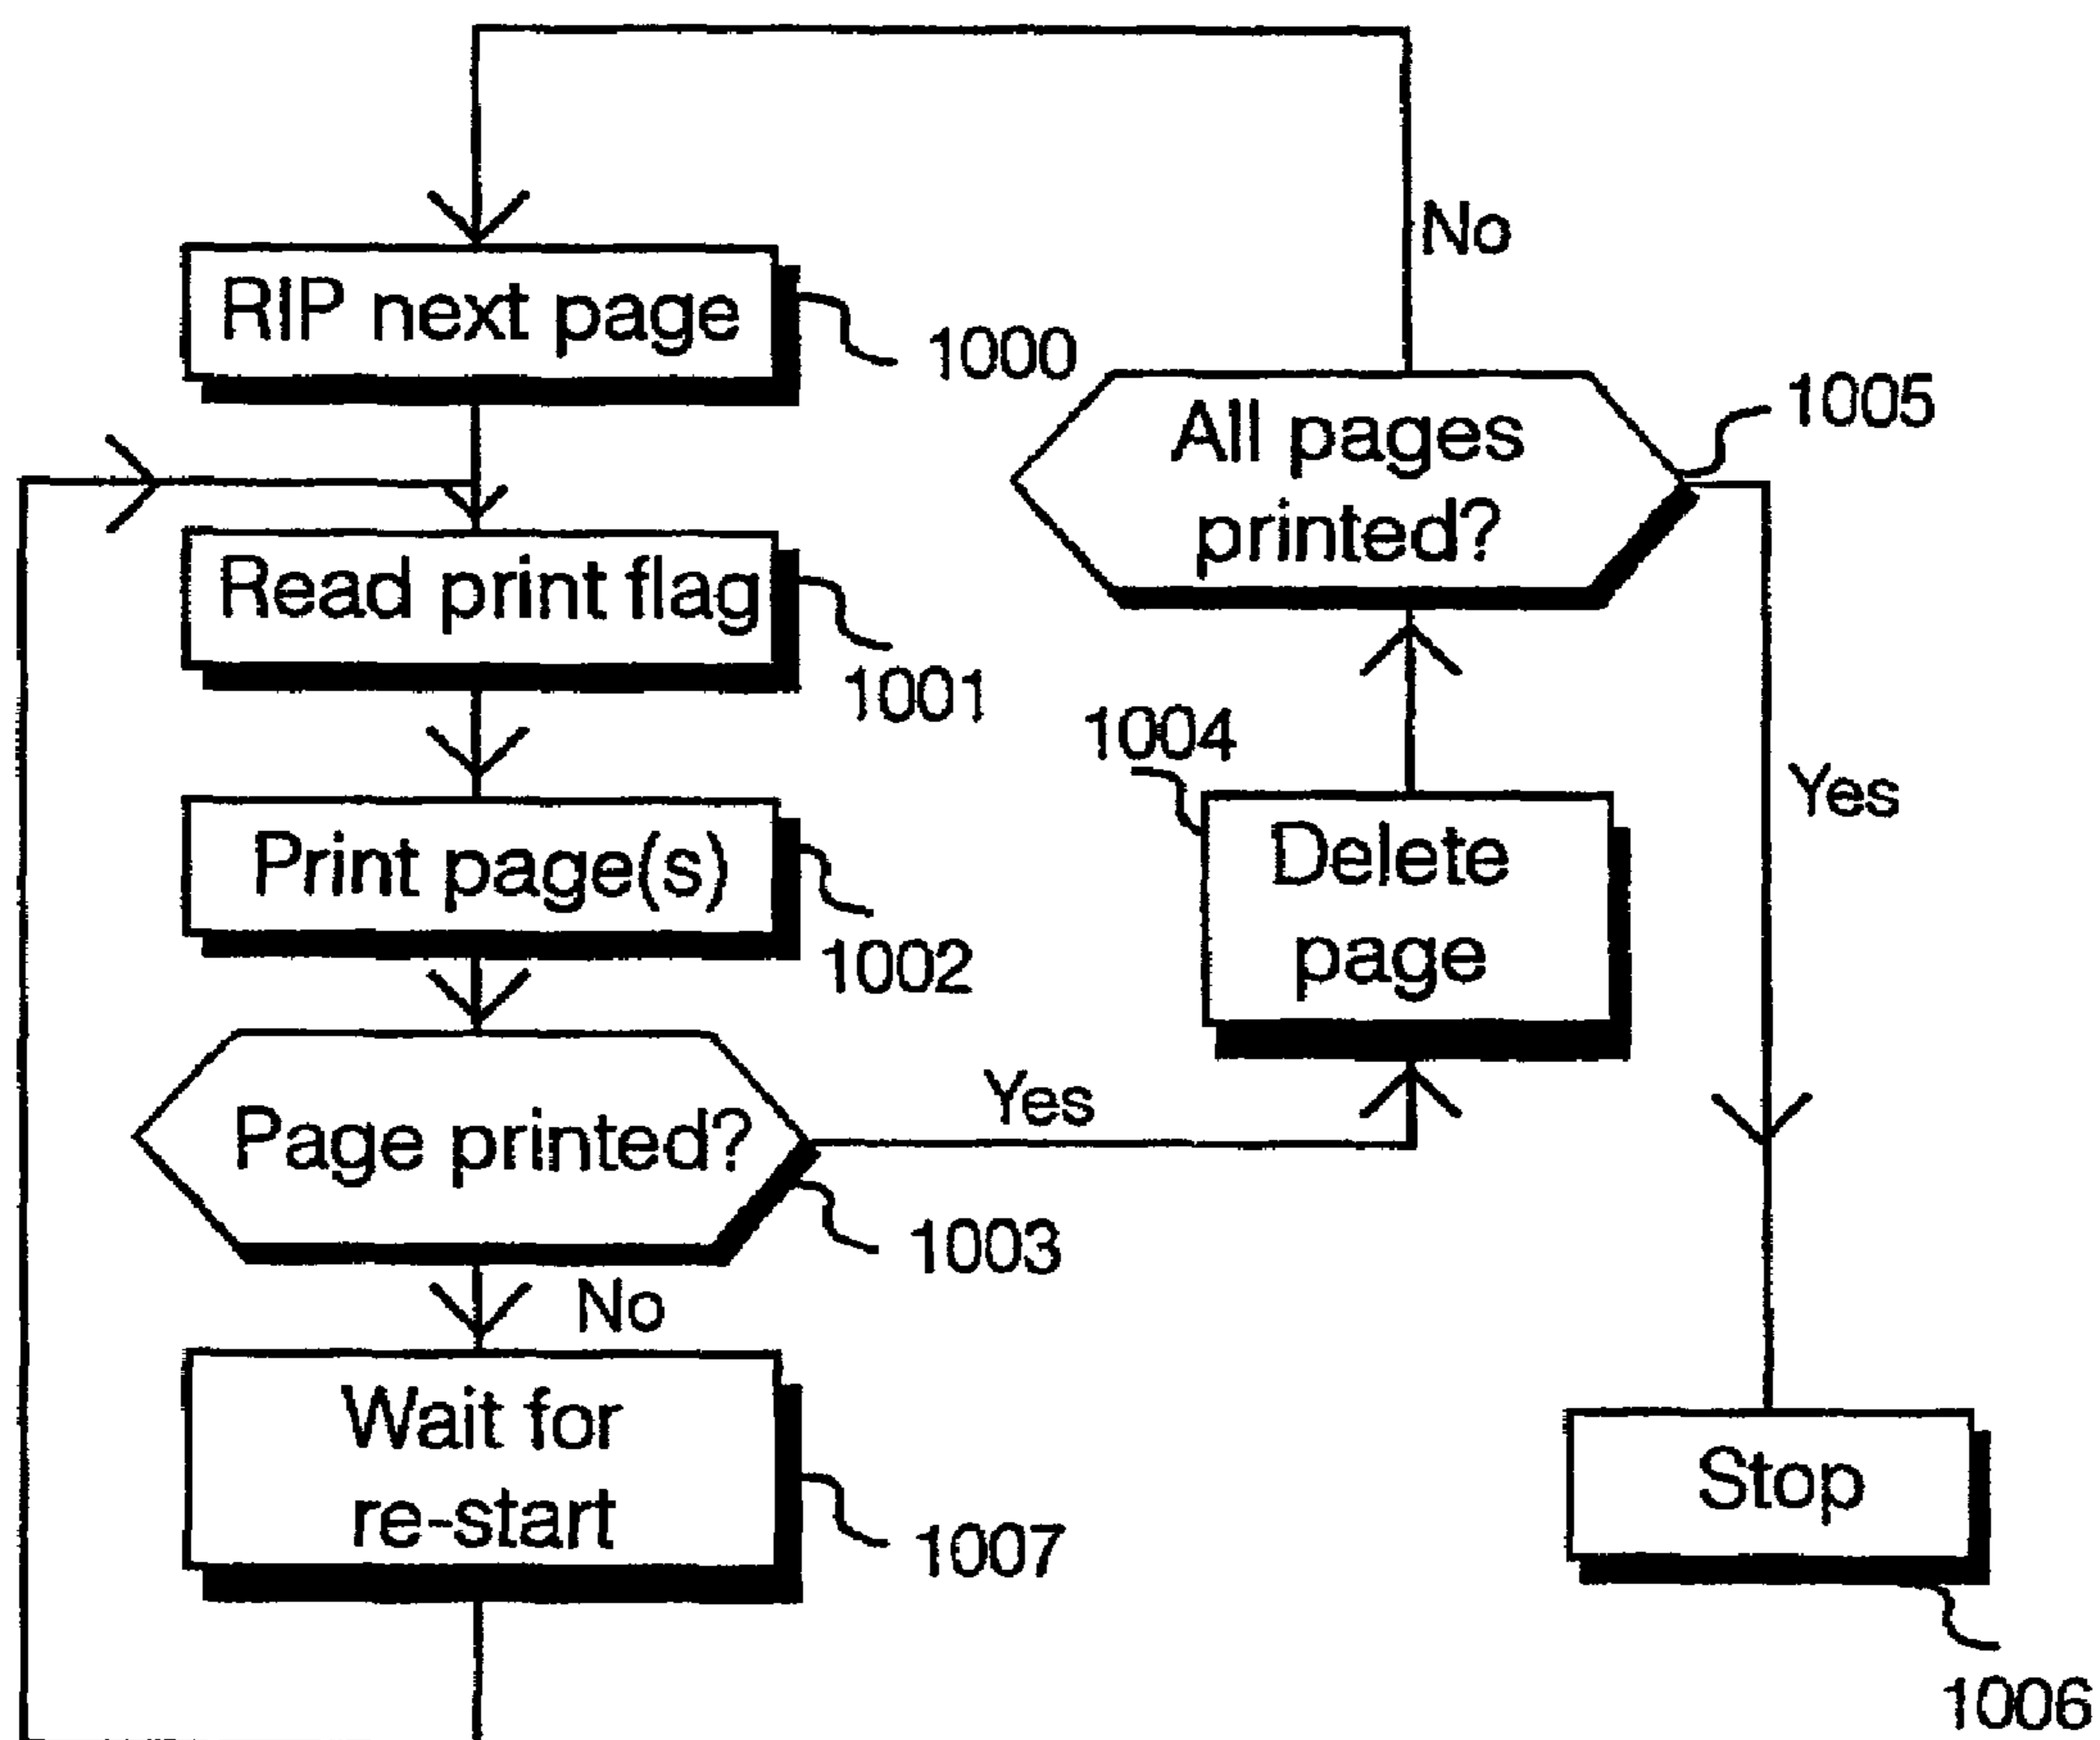 No
RIP next page
1000
All pages
printed?
1005
Read print flag
1001
1004
Yes
Print page(s)
1002
Delete
page
Page printed?
Yes
1003
No
Wait for
re-start
1007
Stop
1006